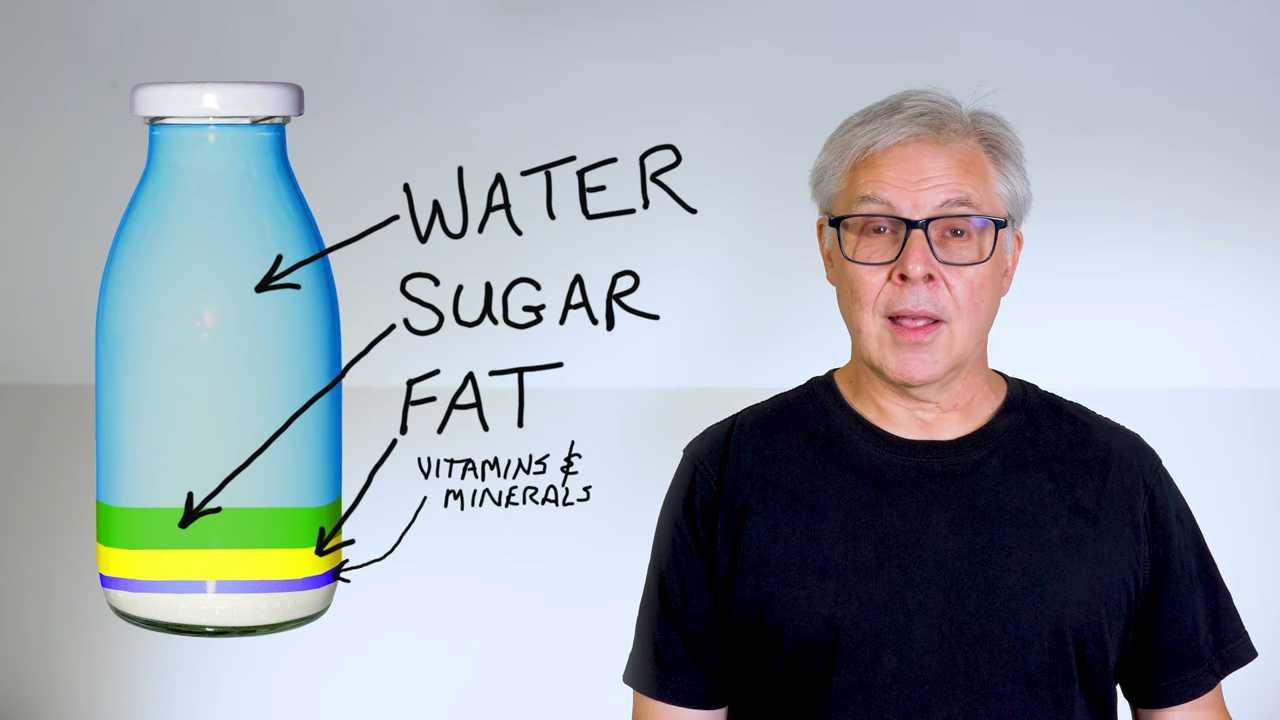 WATER
SUGAR
FAT
VITAMINS &
MINERALS